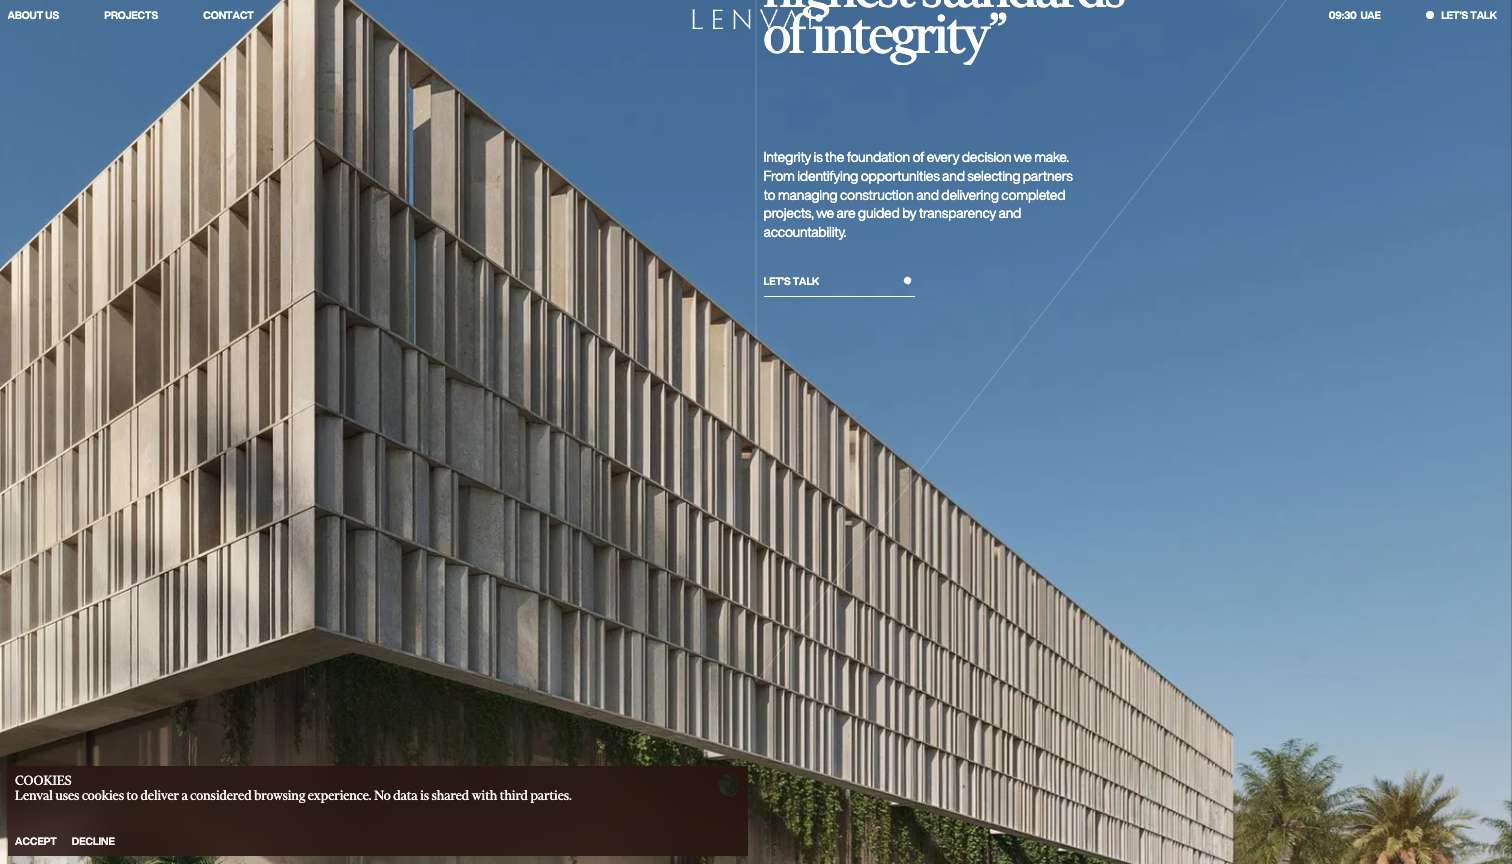 ABOUT US
PROJECTS
CONTACT
09:30 UAE
LET'S TALK
highest standards
of integrity”
Integrity is the foundation of every decision we make.
From identifying opportunities and selecting partners
to managing construction and delivering completed
projects, we are guided by transparency and
accountability.
LET'S TALK
COOKIES
Lenval uses cookies to deliver a considered browsing experience. No data is shared with third parties.
ACCEPT
DECLINE